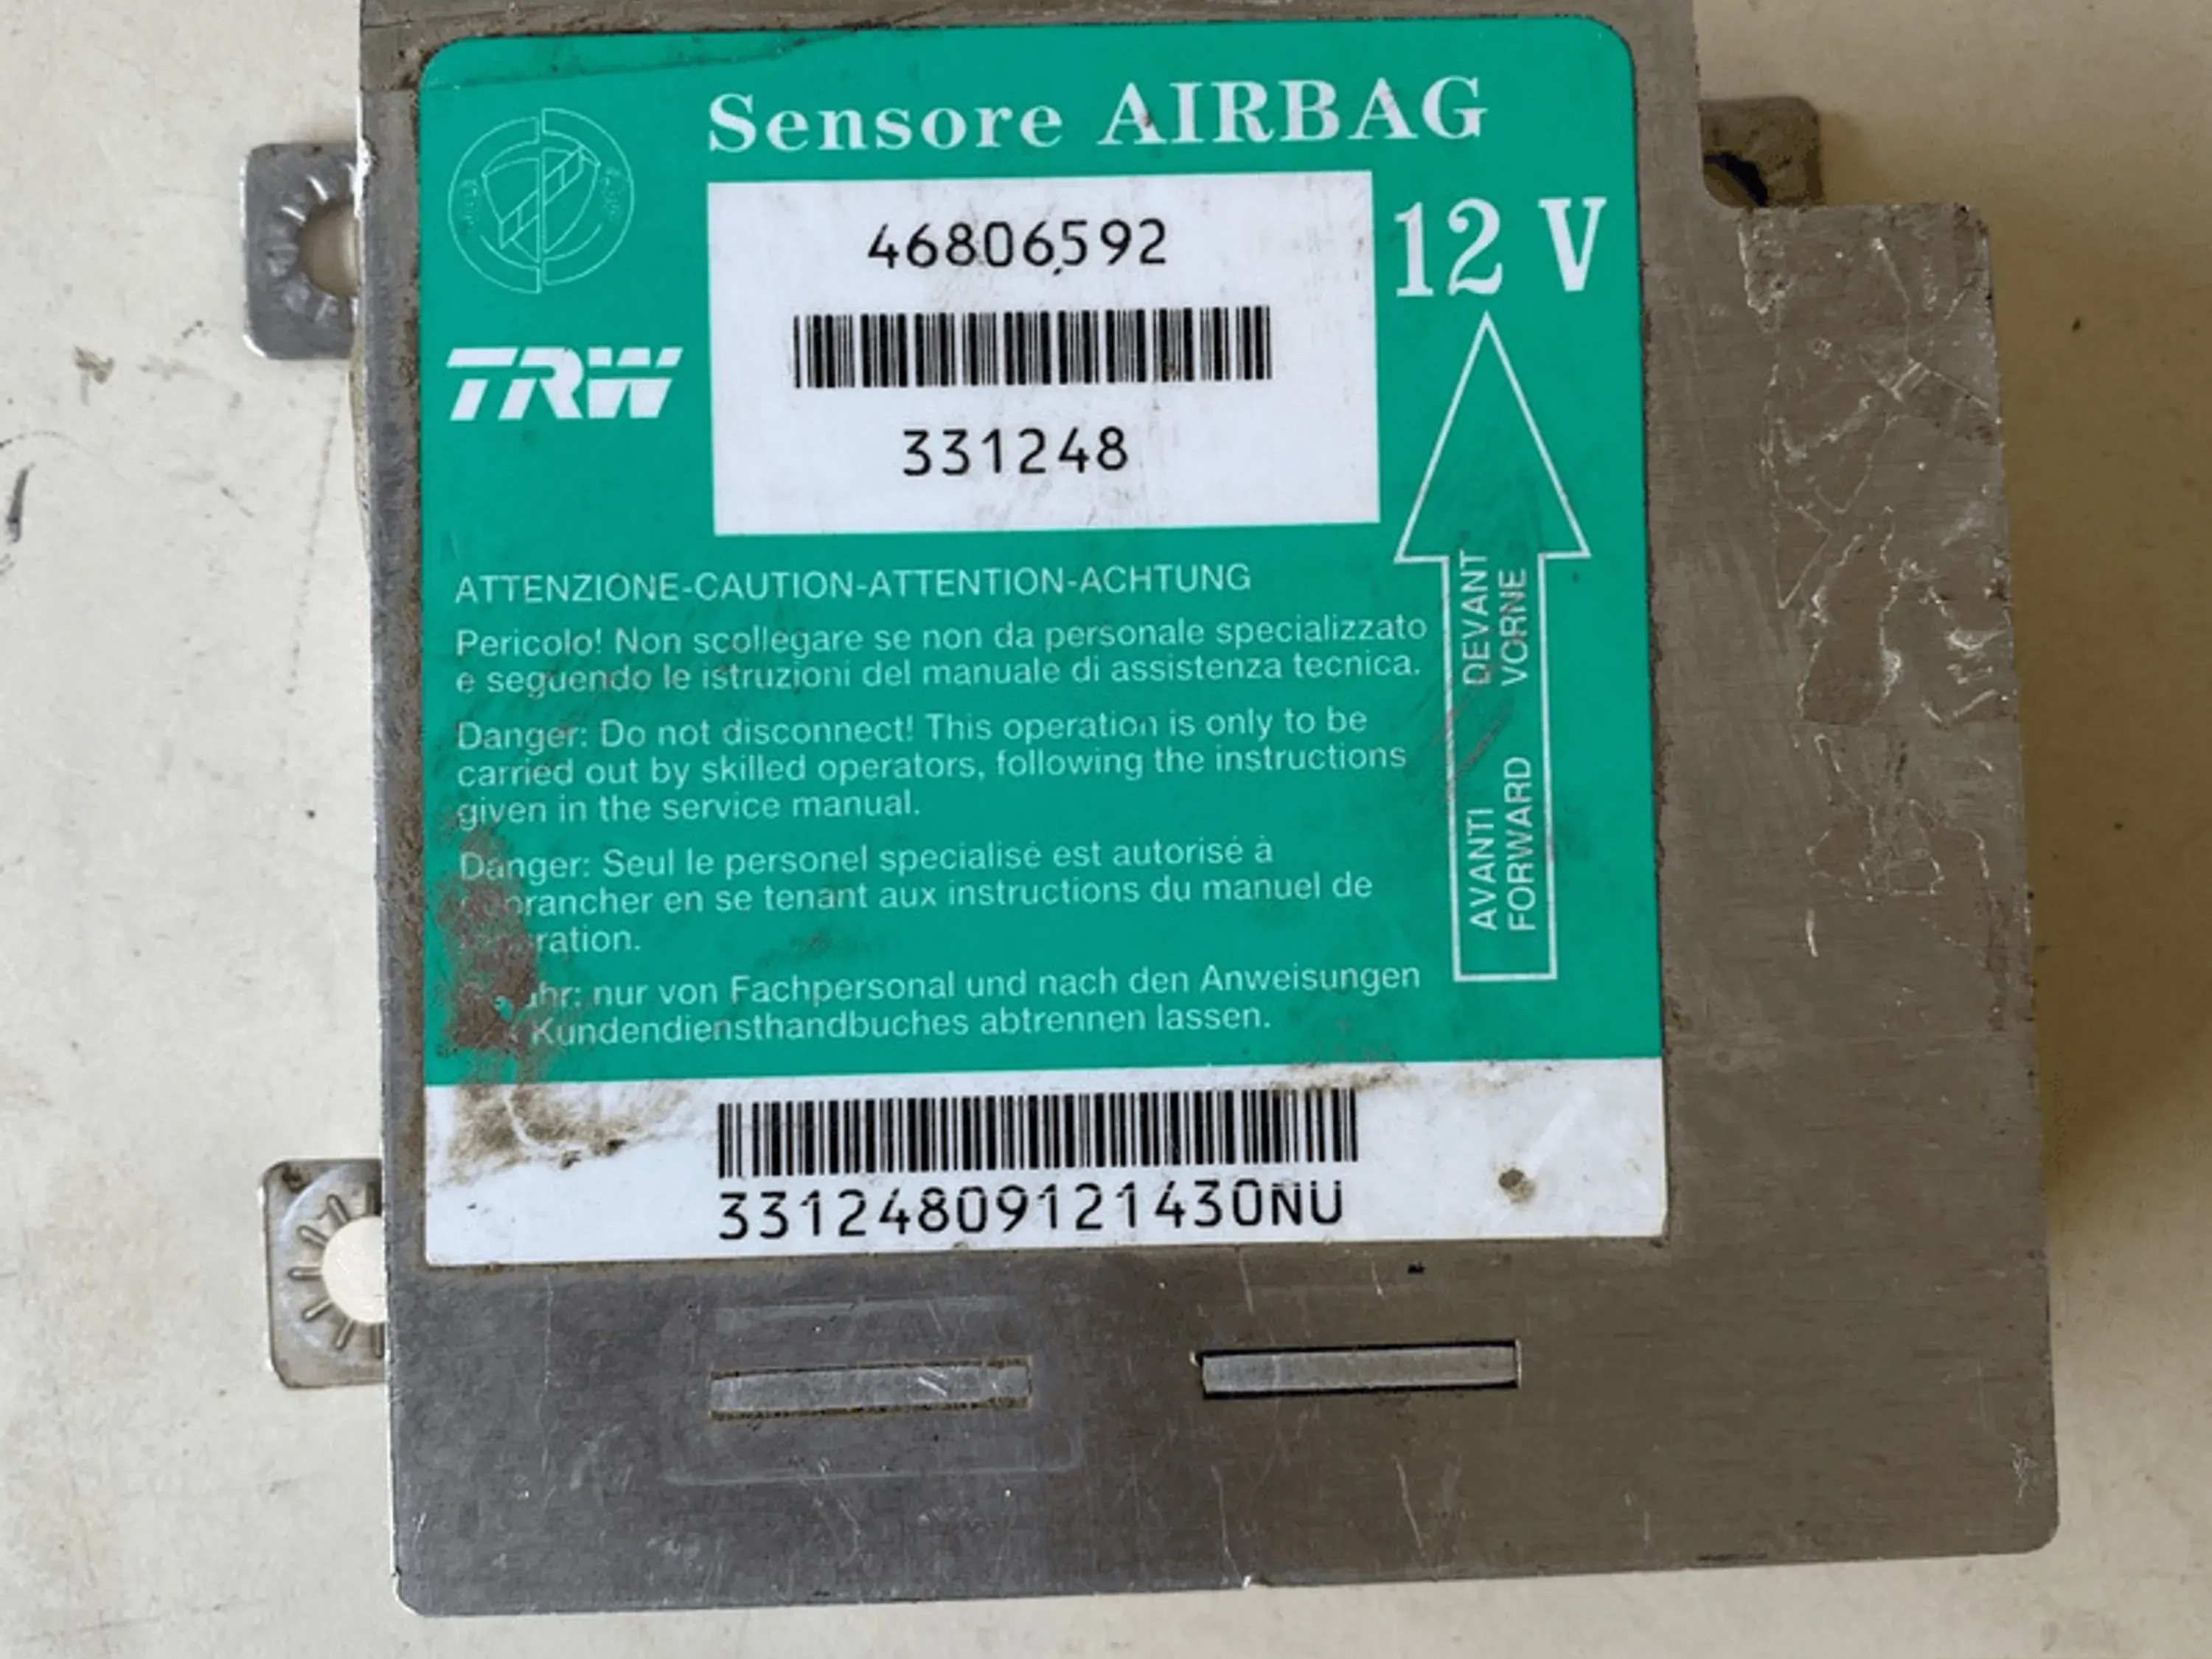 Sensore AIRBAG
46806592
12 V
TRW
331248
ATTENZIONE-CAUTION-ATTENTION-ACHTUNG
Pericolo! Non scollegare se non da personale specializzato
e seguendo le istruzioni del manuale di assistenza tecnica.
Danger: Do not disconnect! This operation is only to be
carried out by skilled operators, following the instructions
given in the service manual.
Danger: Seul le personel specialisé est autorisé à
en se tenant aux instructions du manuel de
nur von Fachpersonal und nach den Anweisungen
Kundendiensthandbuches abtrennen lassen.
DEVANT
VORNE
AVANTI
FORWARD
33124809121430NU